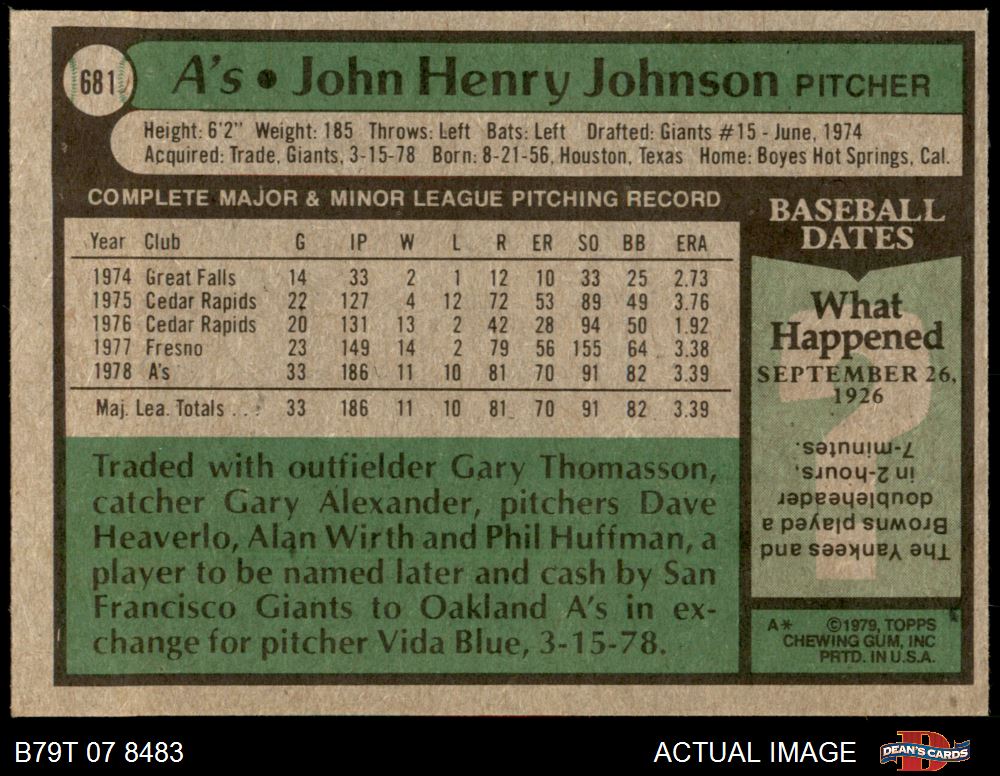 681
A's • John Henry Johnson PITCHER
Height: 6'2" Weight: 185 Throws: Left Bats: Left Drafted: Giants #15 - June, 1974
Acquired: Trade, Giants, 3-15-78 Born: 8-21-56, Houston, Texas Home: Boyes Hot Springs, Cal.
COMPLETE MAJOR & MINOR LEAGUE PITCHING RECORD
Year Club G IP W L R ER SO BB ERA
1974 Great Falls 14 33 2 1 12 10 33 25 2.73
1975 Cedar Rapids 22 127 4 12 72 53 89 49 3.76
1976 Cedar Rapids 20 131 13 2 42 28 94 50 1.92
1977 Fresno 23 149 14 2 79 56 155 64 3.38
1978 A's 33 186 11 10 81 70 91 82 3.39
Maj. Lea. Totals . . . 33 186 11 10 81 70 91 82 3.39
Traded with outfielder Gary Thomasson,
catcher Gary Alexander, pitchers Dave
Heaverlo, Alan Wirth and Phil Huffman, a
player to be named later and cash by San
Francisco Giants to Oakland A's in ex-
change for pitcher Vida Blue, 3-15-78.
BASEBALL
DATES
What
Happened
SEPTEMBER 26,
1926
The Yankees and
Browns played a
doubleheader
in 2-hours,
7-minutes.
A* ©1979, TOPPS
CHEWING GUM, INC
PRTD. IN U.S.A.
B79T 07 8483
ACTUAL IMAGE
DEAN'S CARDS